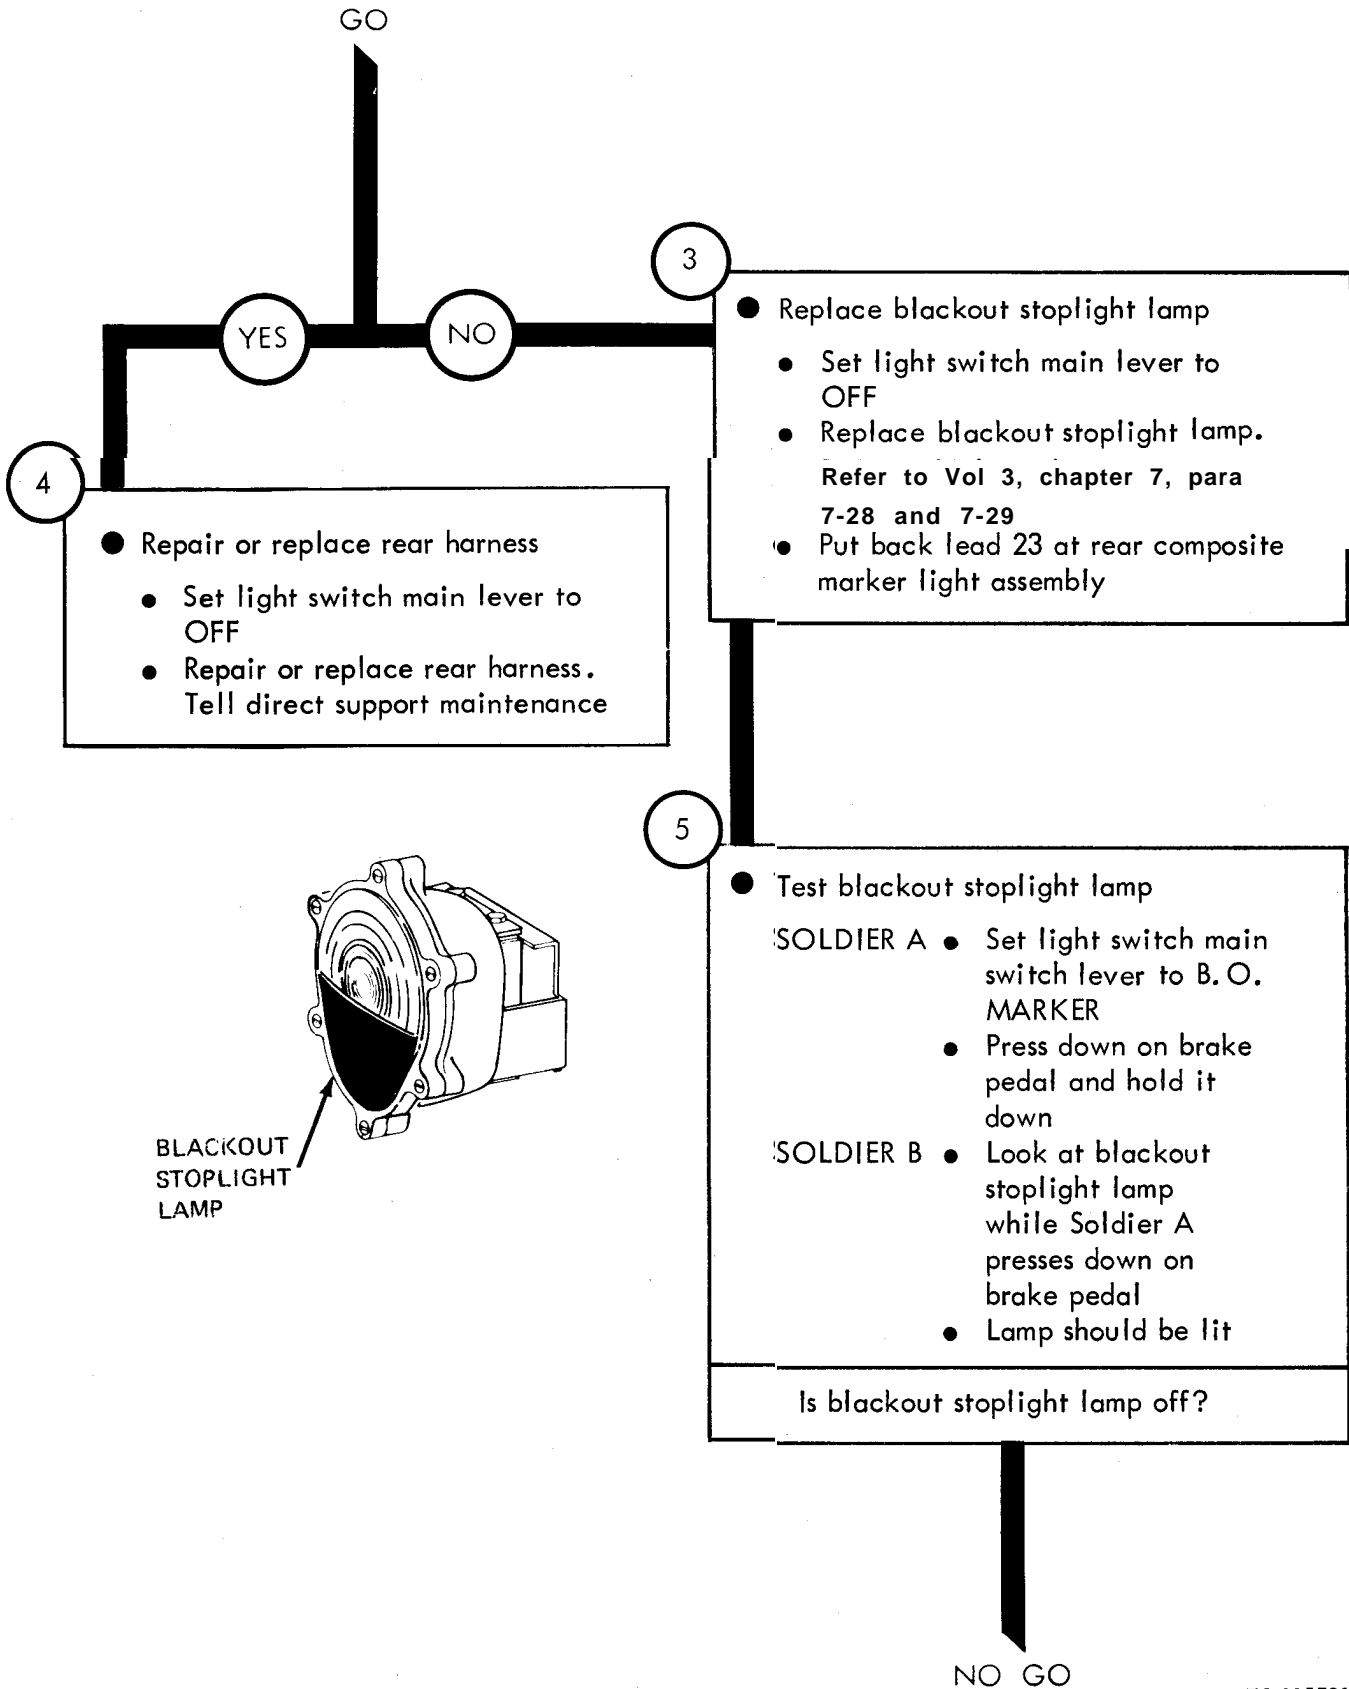 GO
YES
NO
3
● Replace blackout stoplight lamp
● Set light switch main lever to
OFF
● Replace blackout stoplight lamp.
Refer to Vol 3, chapter 7, para
7-28 and 7-29
● Put back lead 23 at rear composite
marker light assembly
4
● Repair or replace rear harness
● Set light switch main lever to
OFF
● Repair or replace rear harness.
Tell direct support maintenance
5
● Test blackout stoplight lamp
SOLDIER A ● Set light switch main
switch lever to B.O.
MARKER
● Press down on brake
pedal and hold it
down
SOLDIER B ● Look at blackout
stoplight lamp
while Soldier A
presses down on
brake pedal
● Lamp should be lit
Is blackout stoplight lamp off?
BLACKOUT
STOPLIGHT
LAMP
NO GO